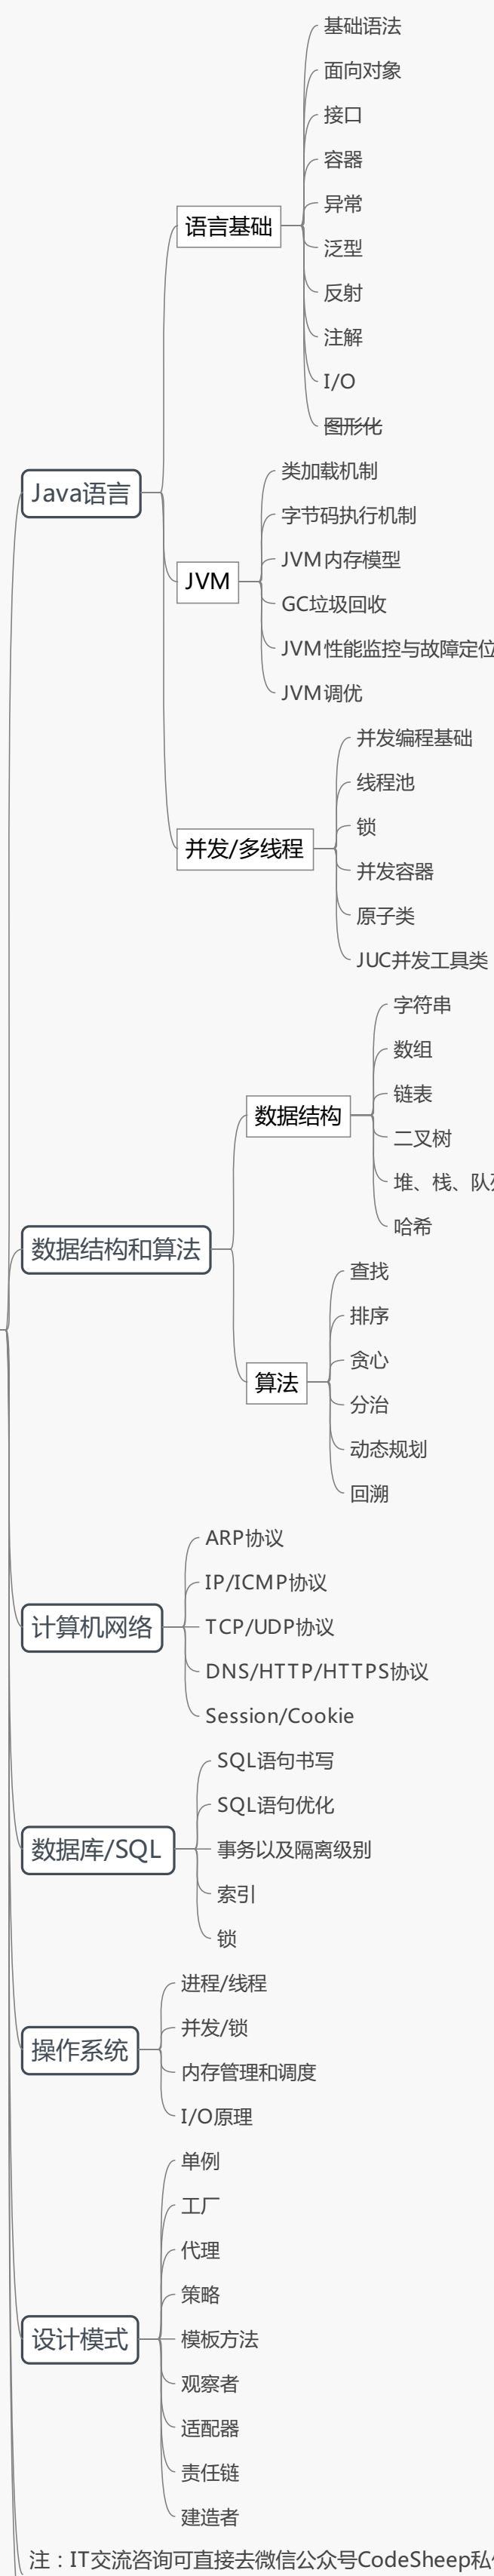 Java语言
语言基础
基础语法
面向对象
接口
容器
异常
泛型
反射
注解
I/O
图形化
JVM
类加载机制
字节码执行机制
JVM内存模型
GC垃圾回收
JVM性能监控与故障定位
JVM调优
并发/多线程
并发编程基础
线程池
锁
并发容器
原子类
JUC并发工具类
数据结构和算法
数据结构
字符串
数组
链表
二叉树
堆、栈、队
哈希
算法
查找
排序
贪心
分治
动态规划
回溯
计算机网络
ARP协议
IP/ICMP协议
TCP/UDP协议
DNS/HTTP/HTTPS协议
Session/Cookie
数据库/SQL
SQL语句书写
SQL语句优化
事务以及隔离级别
索引
锁
操作系统
进程/线程
并发/锁
内存管理和调度
I/O原理
设计模式
单例
工厂
代理
策略
模板方法
观察者
适配器
责任链
建造者
注：IT交流咨询可直接去微信公众号CodeSheep私